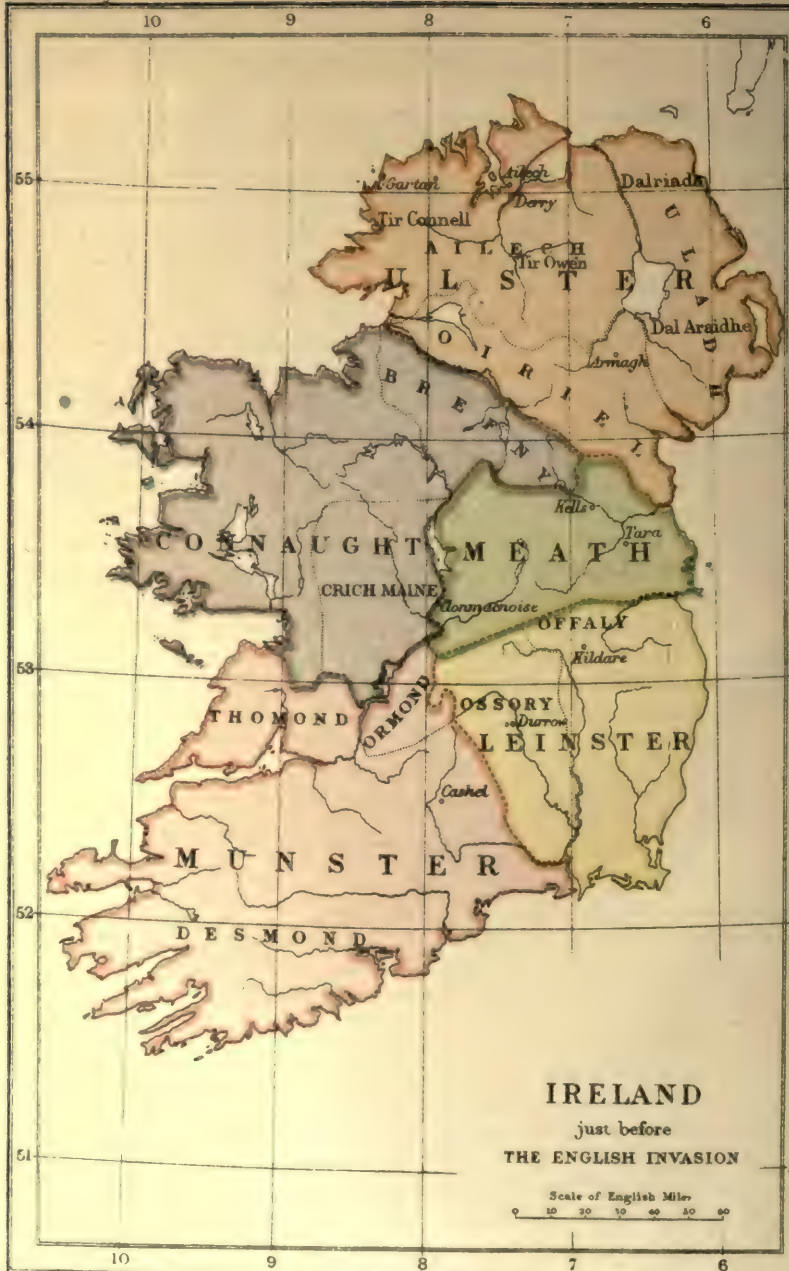 10 9 8 7 6
55
Gartan
Ailech
Derry
Dalriada
Tir Connell
AILECH
Tir Owen
ULSTER
ULADH
Dal Araidhe
OIRIEL
Armagh
BREFNY
54
Kells
Tara
CONNAUGHT
MEATH
CRICH MAINE
Clonmacnoise
OFFALY
Kildare
53
THOMOND
ORMOND
OSSORY
Durrow
LEINSTER
Cashel
MUNSTER
52
DESMOND
IRELAND
just before
THE ENGLISH INVASION
51
Scale of English Miles
0 10 20 30 40 50 60
10 9 8 7 6